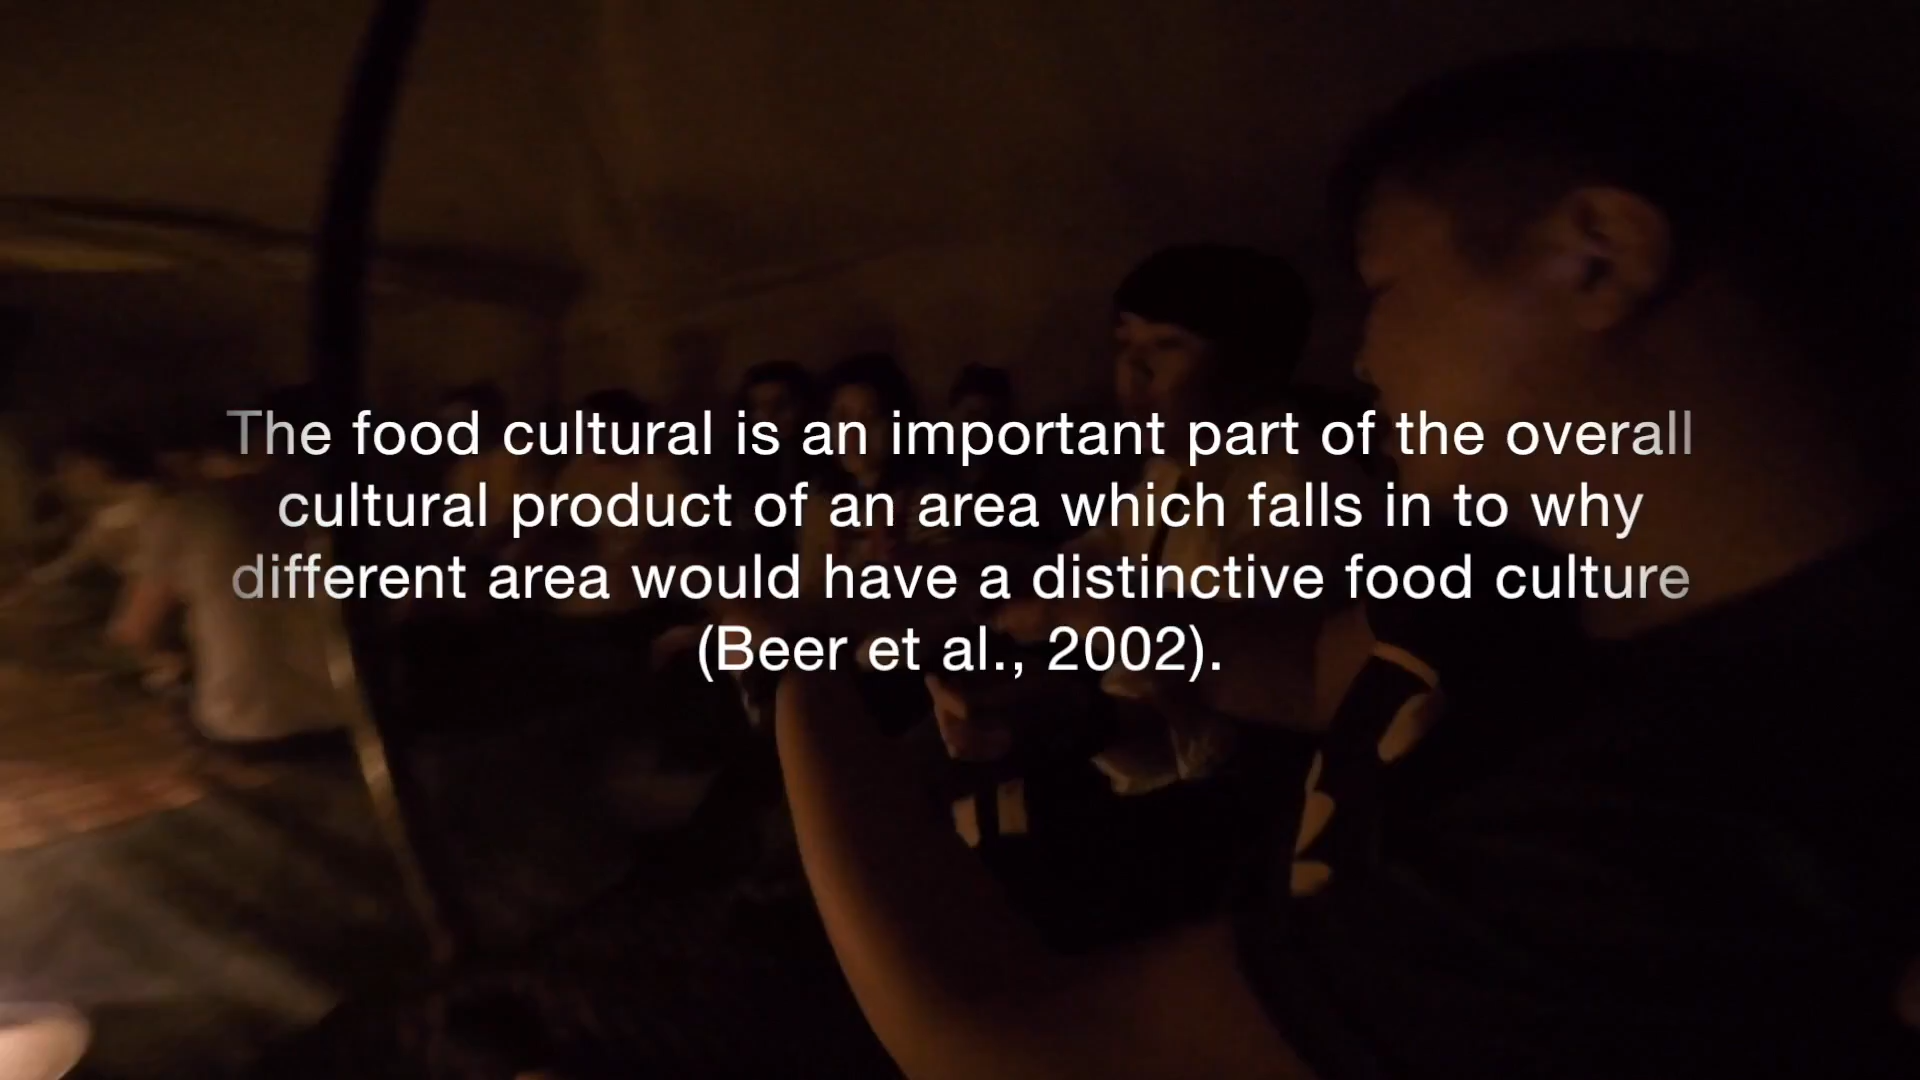 The food cultural is an important part of the overall
cultural product of an area which falls in to why
different area would have a distinctive food culture
(Beer et al., 2002).